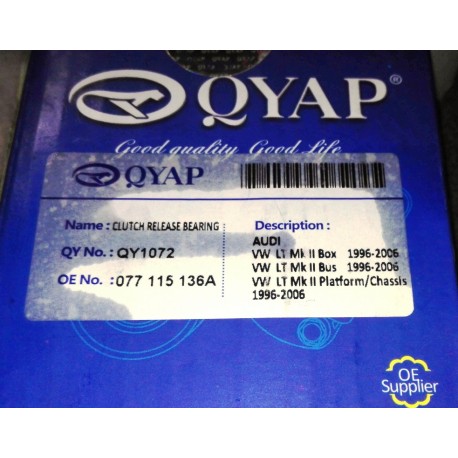 QYAP®
Good quality Good Life
QYAP
Name : CLUTCH RELEASE BEARING
QY No. : QY1072
OE No. : 077 115 136A
Description :
AUDI
VW LT Mk II Box 1996-2006
VW LT Mk II Bus 1996-2006
VW LT Mk II Platform/Chassis
1996-2006
OE
Supplier